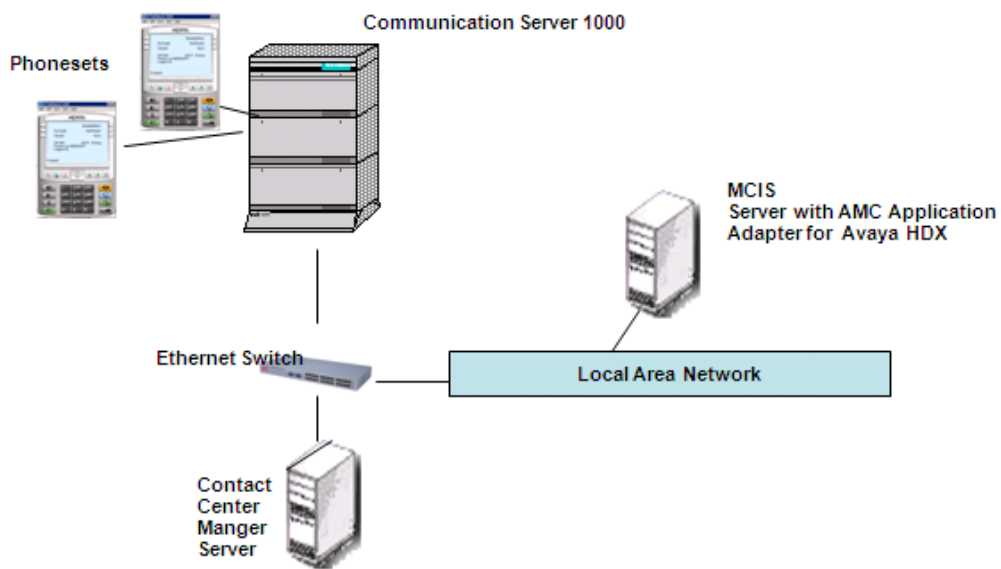 Communication Server 1000
Phonesets
MCIS
Server with AMC Application
Adapter for Avaya HDX
Ethernet Switch
Local Area Network
Contact
Center
Manger
Server